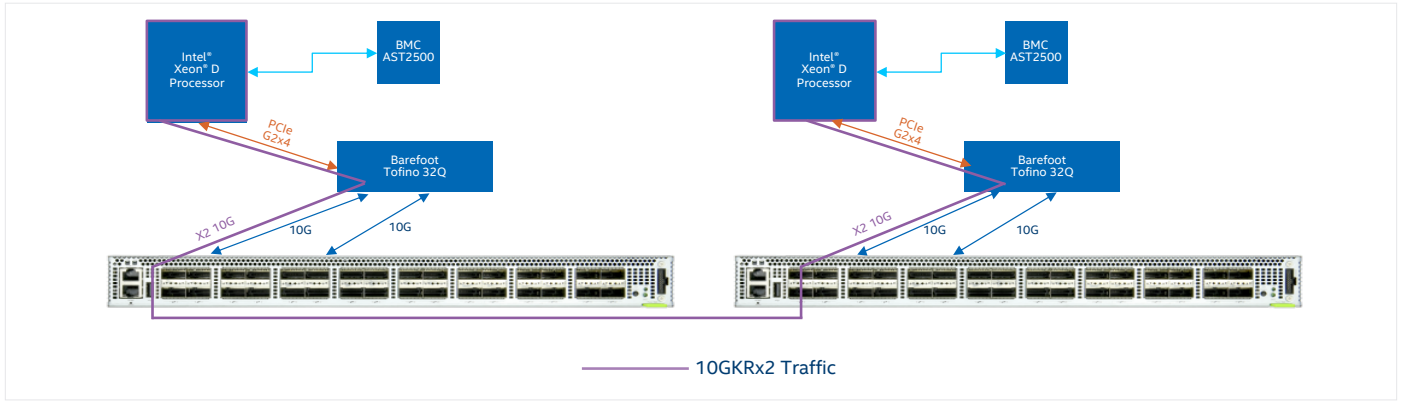 Intel®
Xeon® D
Processor
BMC
AST2500
PCIe
G2x4
Barefoot
Tofino 32Q
X2 10G
10G
10G
Intel®
Xeon® D
Processor
BMC
AST2500
PCIe
G2x4
Barefoot
Tofino 32Q
X2 10G
10G
10G
10GKRx2 Traffic